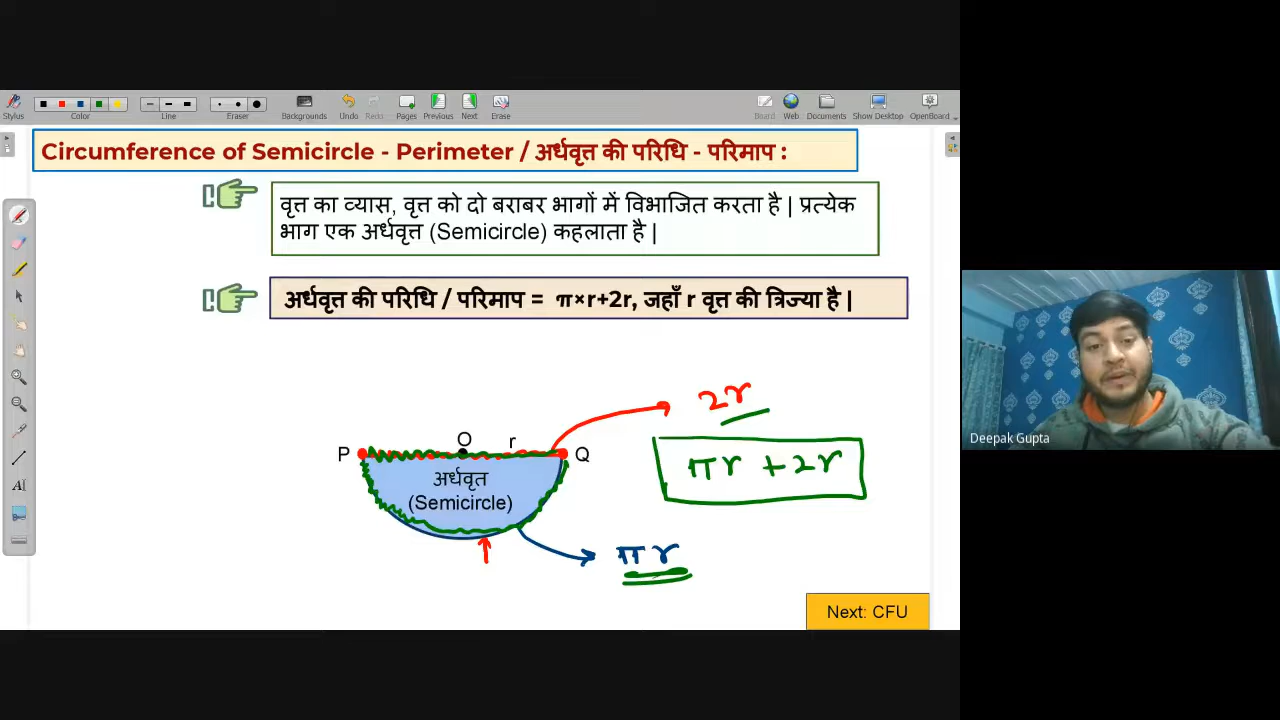 Stylus
Color
Line
Eraser
Backgrounds
Undo
Redo
Pages
Previous
Next
Erase
Board
Web
Documents
Show Desktop
OpenBoard
Circumference of Semicircle - Perimeter / अर्धवृत्त की परिधि - परिमाप :
वृत्त का व्यास, वृत्त को दो बराबर भागों में विभाजित करता है | प्रत्येक
भाग एक अर्धवृत्त (Semicircle) कहलाता है |
अर्धवृत्त की परिधि / परिमाप = π×r+2r, जहाँ r वृत्त की त्रिज्या है |
2r
P
O
r
Q
अर्धवृत
(Semicircle)
πr + 2r
πr
Next: CFU
Deepak Gupta